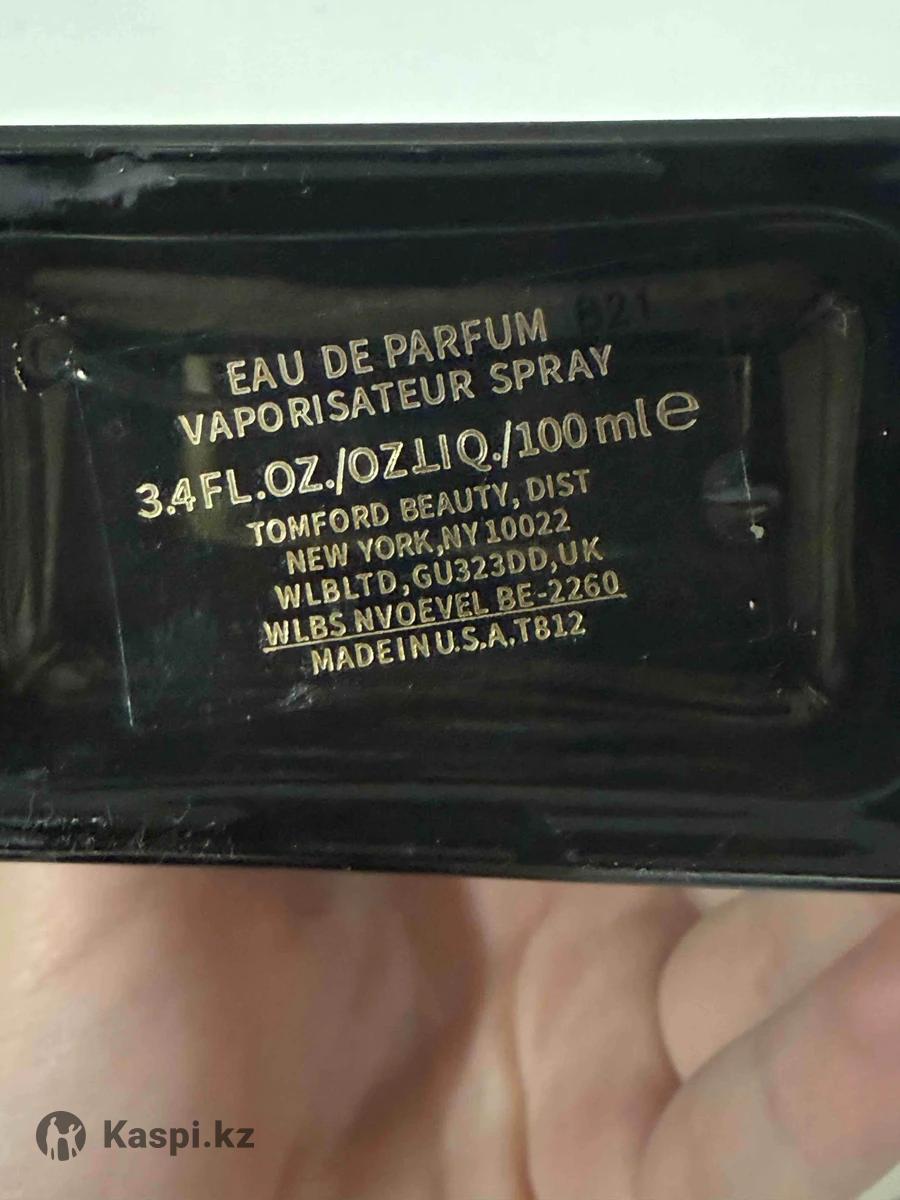 EAU DE PARFUM 821
VAPORISATEUR SPRAY
3.4 FL.OZ./OZ⊥IQ./100 ml ℮
TOMFORD BEAUTY, DIST
NEW YORK,NY 10022
WLBLTD,GU323DD,UK
WLBS NVOEVEL BE-2260
MADEINU.S.A.T812
Kaspi.kz